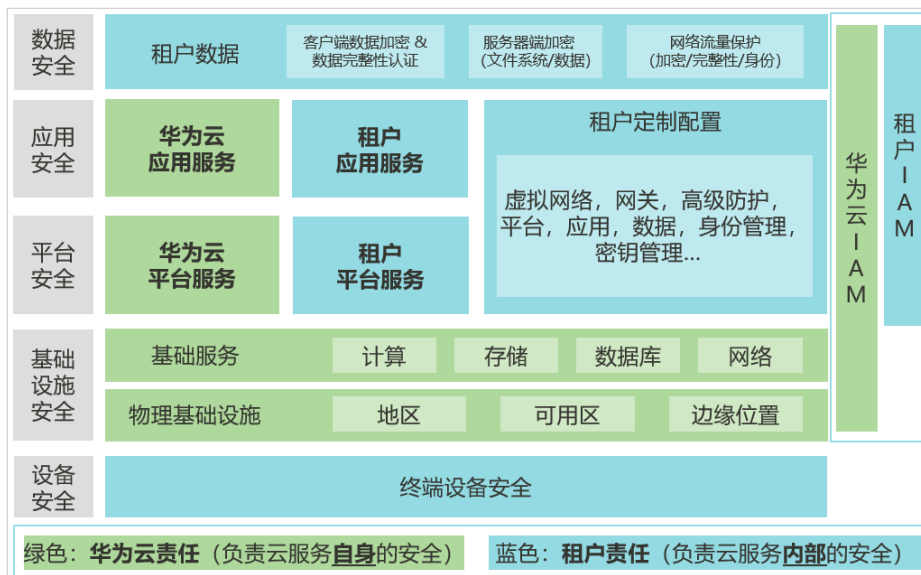 数据
安全
租户数据
客户端数据加密 &
数据完整性认证
服务器端加密
(文件系统/数据)
网络流量保护
(加密/完整性/身份)
应用
安全
华为云
应用服务
租户
应用服务
租户定制配置
虚拟网络，网关，高级防护，
平台，应用，数据，身份管理，
密钥管理...
平台
安全
华为云
平台服务
租户
平台服务
基础
设施
安全
基础服务
计算
存储
数据库
网络
物理基础设施
地区
可用区
边缘位置
设备
安全
终端设备安全
华为云IAM
租户IAM
绿色：华为云责任（负责云服务自身的安全）
蓝色：租户责任（负责云服务内部的安全）